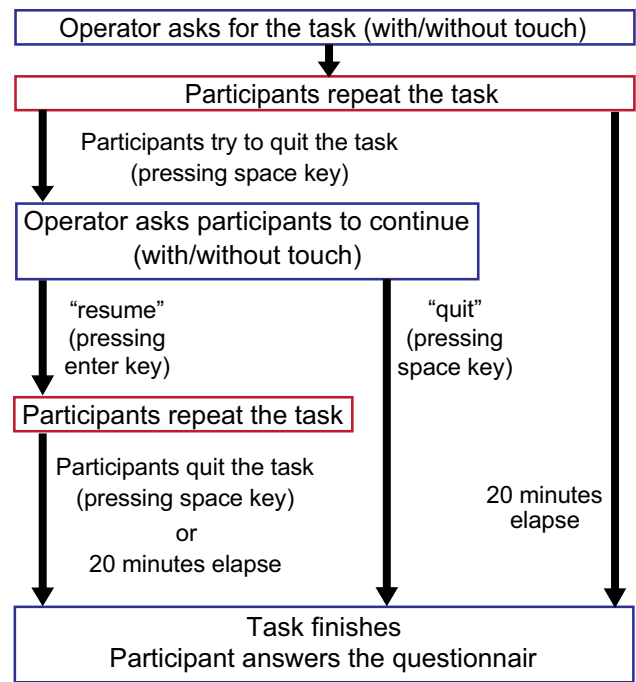 Operator asks for the task (with/without touch)
Participants repeat the task
Participants try to quit the task
(pressing space key)
Operator asks participants to continue
(with/without touch)
“resume”
(pressing
enter key)
“quit”
(pressing
space key)
Participants repeat the task
Participants quit the task
(pressing space key)
or
20 minutes elapse
20 minutes
elapse
Task finishes
Participant answers the questionnair